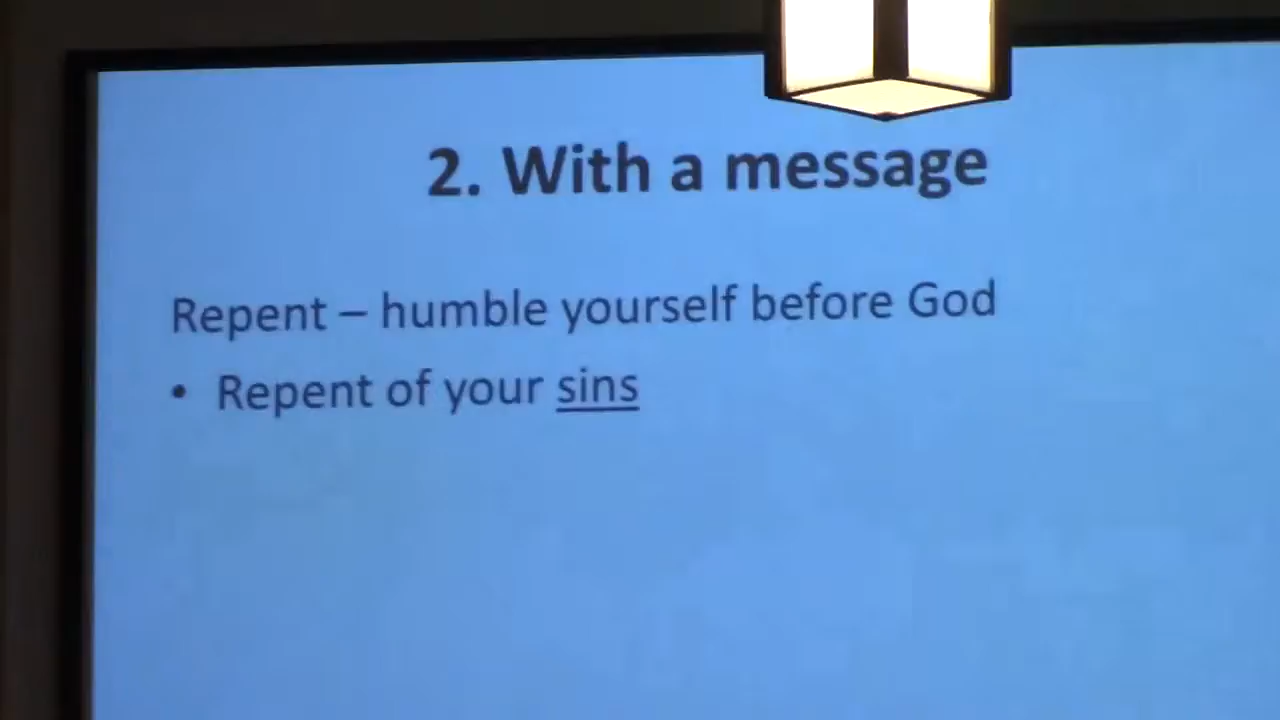 2. With a message
Repent – humble yourself before God
• Repent of your sins